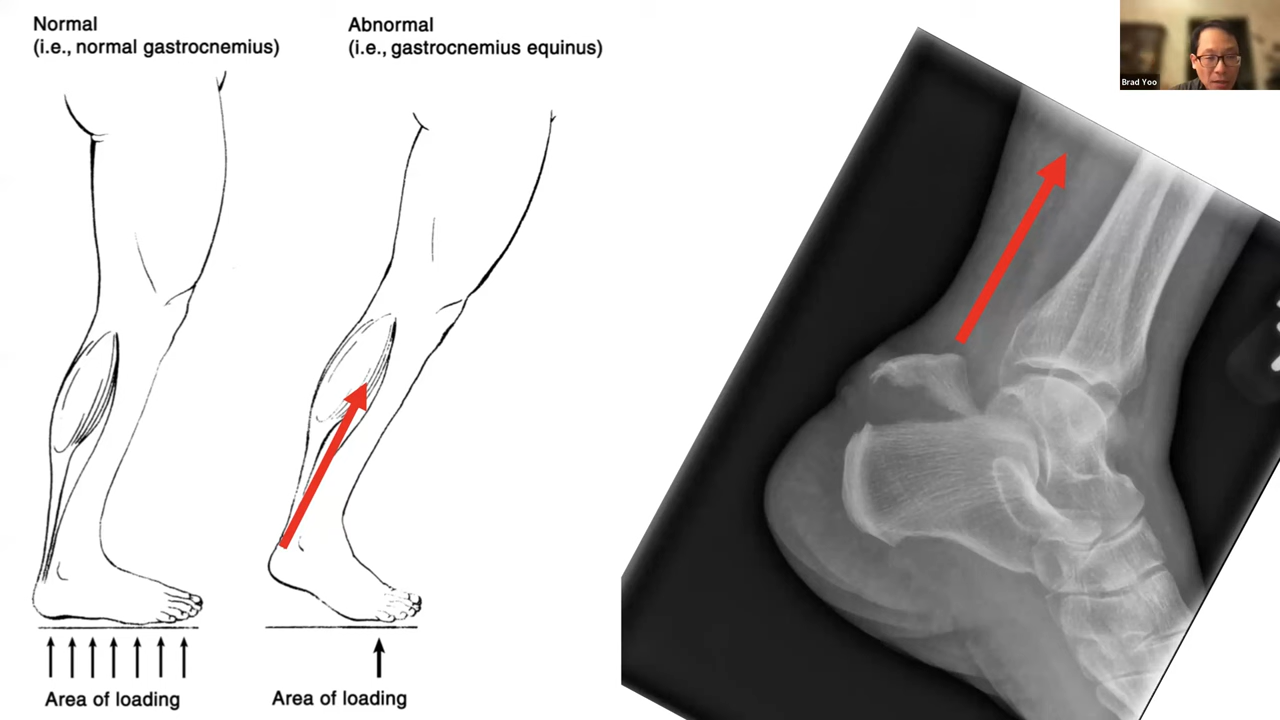 Normal
(i.e., normal gastrocnemius)
Abnormal
(i.e., gastrocnemius equinus)
Brad Yoo
Area of loading
Area of loading